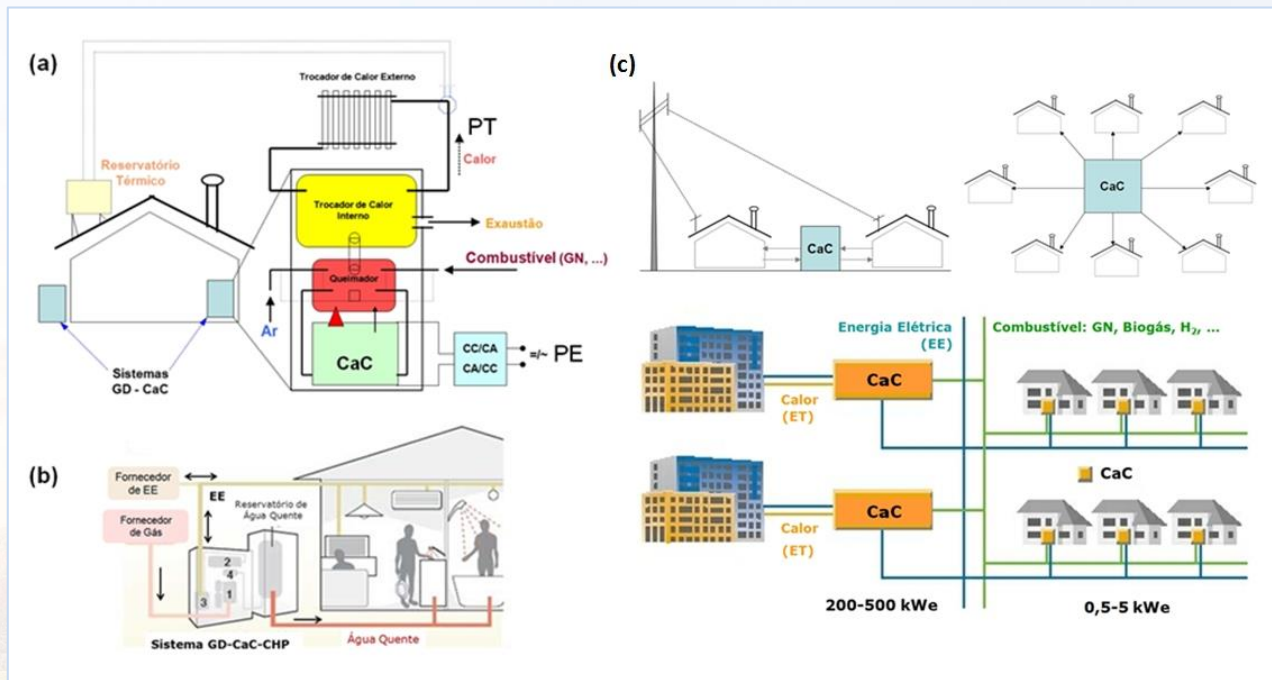 (a)
Trocador de Calor Externo
PT
Calor
Reservatório
Térmico
Trocador de Calor
Interno
Exaustão
Combustível (GN, ...)
Queimador
Ar
CaC
CC/CA
CA/CC
=/~ PE
Sistemas
GD - CaC
(b)
Fornecedor
de EE
EE
Fornecedor
de Gás
Reservatório de
Água Quente
2
4
1
3
Sistema GD-CaC-CHP
Água Quente
(c)
CaC
CaC
Energia Elétrica
(EE)
Combustível: GN, Biogás, H₂, ...
CaC
Calor
(ET)
CaC
CaC
Calor
(ET)
200-500 kWe
0,5-5 kWe